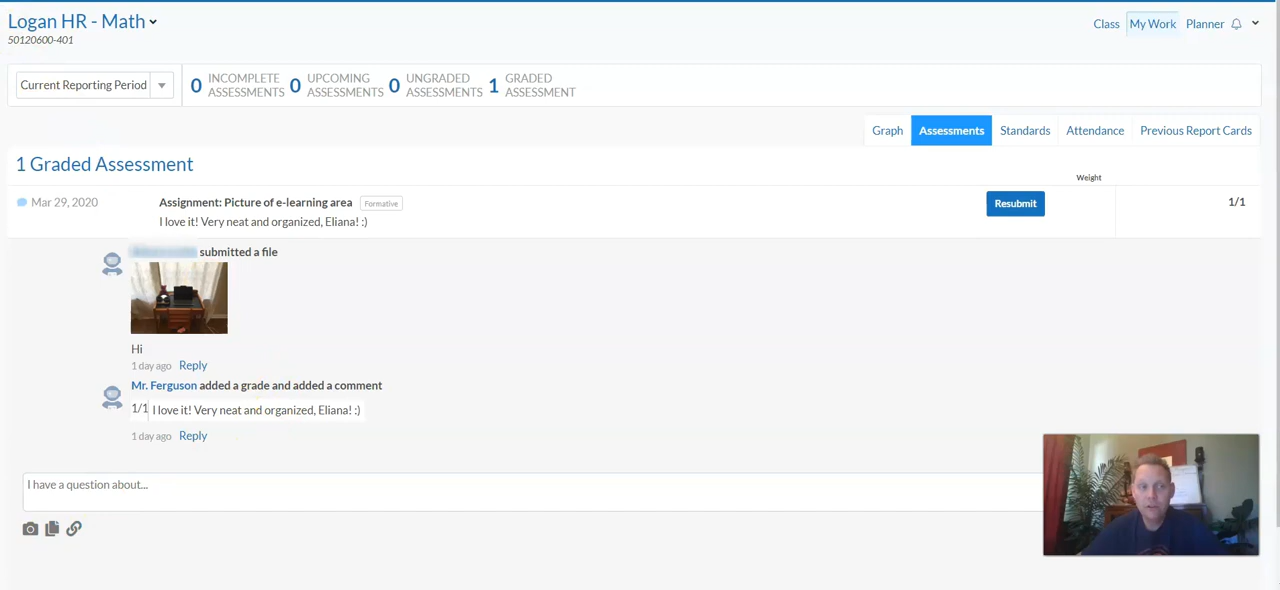 Logan HR - Math
50120600-401
Class My Work Planner
Current Reporting Period
0 INCOMPLETE ASSESSMENTS
0 UPCOMING ASSESSMENTS
0 UNGRADED ASSESSMENTS
1 GRADED ASSESSMENT
Graph Assessments Standards Attendance Previous Report Cards
1 Graded Assessment
Weight
Mar 29, 2020 Assignment: Picture of e-learning area Formative Resubmit 1/1
I love it! Very neat and organized, Eliana! :)
submitted a file
Hi
1 day ago Reply
Mr. Ferguson added a grade and added a comment
1/1 I love it! Very neat and organized, Eliana! :)
1 day ago Reply
I have a question about...